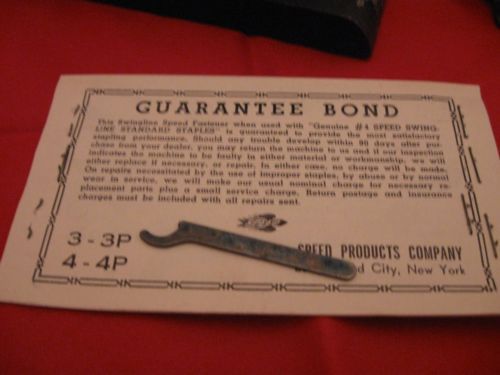 GUARANTEE BOND
This Swingline Speed Fastener when used with "Genuine #4 SPEED SWING-
LINE STANDARD STAPLES" is guaranteed to provide the most satisfactory
stapling performance. Should any trouble develop within 90 days after pur-
chase from your dealer, you may return the machine to us and if our inspection
indicates the machine to be faulty in either material or workmanship, we will
either replace if necessary, or repair. In either case, no charge will be made.
On repairs necessitated by the use of improper staples, by abuse or by normal
wear in service, we will make our usual nominal charge for necessary re-
placement parts plus a small service charge. Return postage and insurance
charges must be included with all repairs sent.
3 - 3P
SPEED PRODUCTS COMPANY
4 - 4P
City, New York